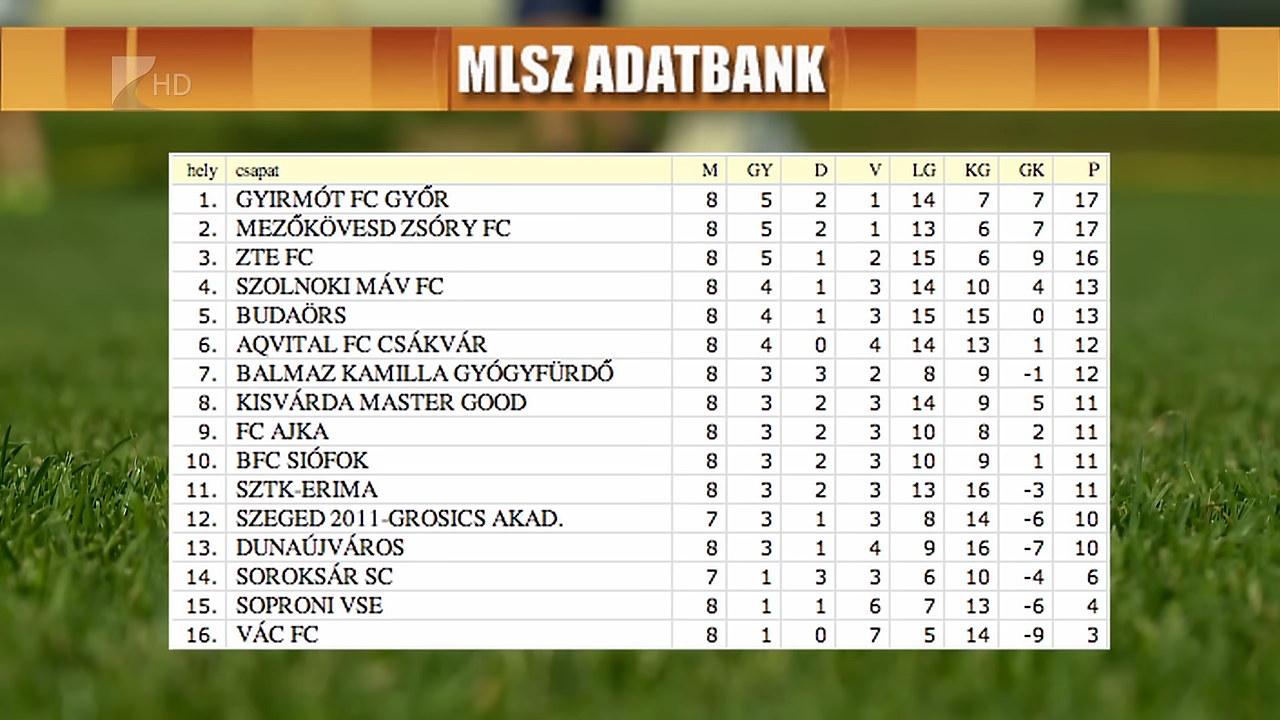 MLSZ ADATBANK
HD
hely csapat M GY D V LG KG GK P
1. GYIRMÓT FC GYŐR 8 5 2 1 14 7 7 17
2. MEZŐKÖVESD ZSÓRY FC 8 5 2 1 13 6 7 17
3. ZTE FC 8 5 1 2 15 6 9 16
4. SZOLNOKI MÁV FC 8 4 1 3 14 10 4 13
5. BUDAÖRS 8 4 1 3 15 15 0 13
6. AQVITAL FC CSÁKVÁR 8 4 0 4 14 13 1 12
7. BALMAZ KAMILLA GYÓGYFÜRDŐ 8 3 3 2 8 9 -1 12
8. KISVÁRDA MASTER GOOD 8 3 2 3 14 9 5 11
9. FC AJKA 8 3 2 3 10 8 2 11
10. BFC SIÓFOK 8 3 2 3 10 9 1 11
11. SZTK-ERIMA 8 3 2 3 13 16 -3 11
12. SZEGED 2011-GROSICS AKAD. 7 3 1 3 8 14 -6 10
13. DUNAÚJVÁROS 8 3 1 4 9 16 -7 10
14. SOROKSÁR SC 7 1 3 3 6 10 -4 6
15. SOPRONI VSE 8 1 1 6 7 13 -6 4
16. VÁC FC 8 1 0 7 5 14 -9 3